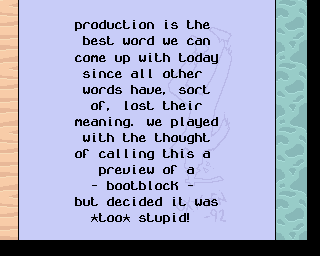 production is the
best word we can
come up with today
since all other
words have, sort
of, lost their
meaning. we played
with the thought
of calling this a
preview of a
- bootblock -
but decided it was
*too* stupid!
-92